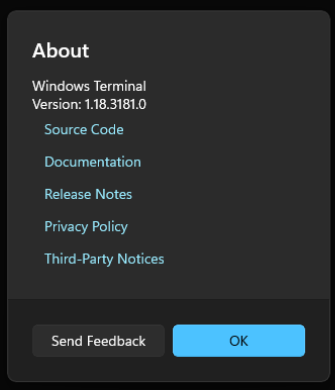 About
Windows Terminal
Version: 1.18.3181.0
Source Code
Documentation
Release Notes
Privacy Policy
Third-Party Notices
Send Feedback
OK